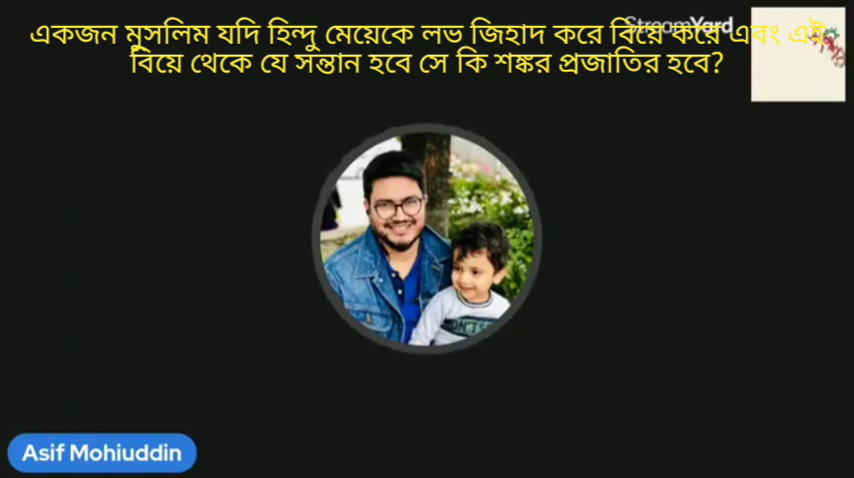 StreamYard
একজন মুসলিম যদি হিন্দু মেয়েকে লভ জিহাদ করে বিয়ে করে এবং এই
বিয়ে থেকে যে সন্তান হবে সে কি শঙ্কর প্রজাতির হবে?
Asif Mohiuddin